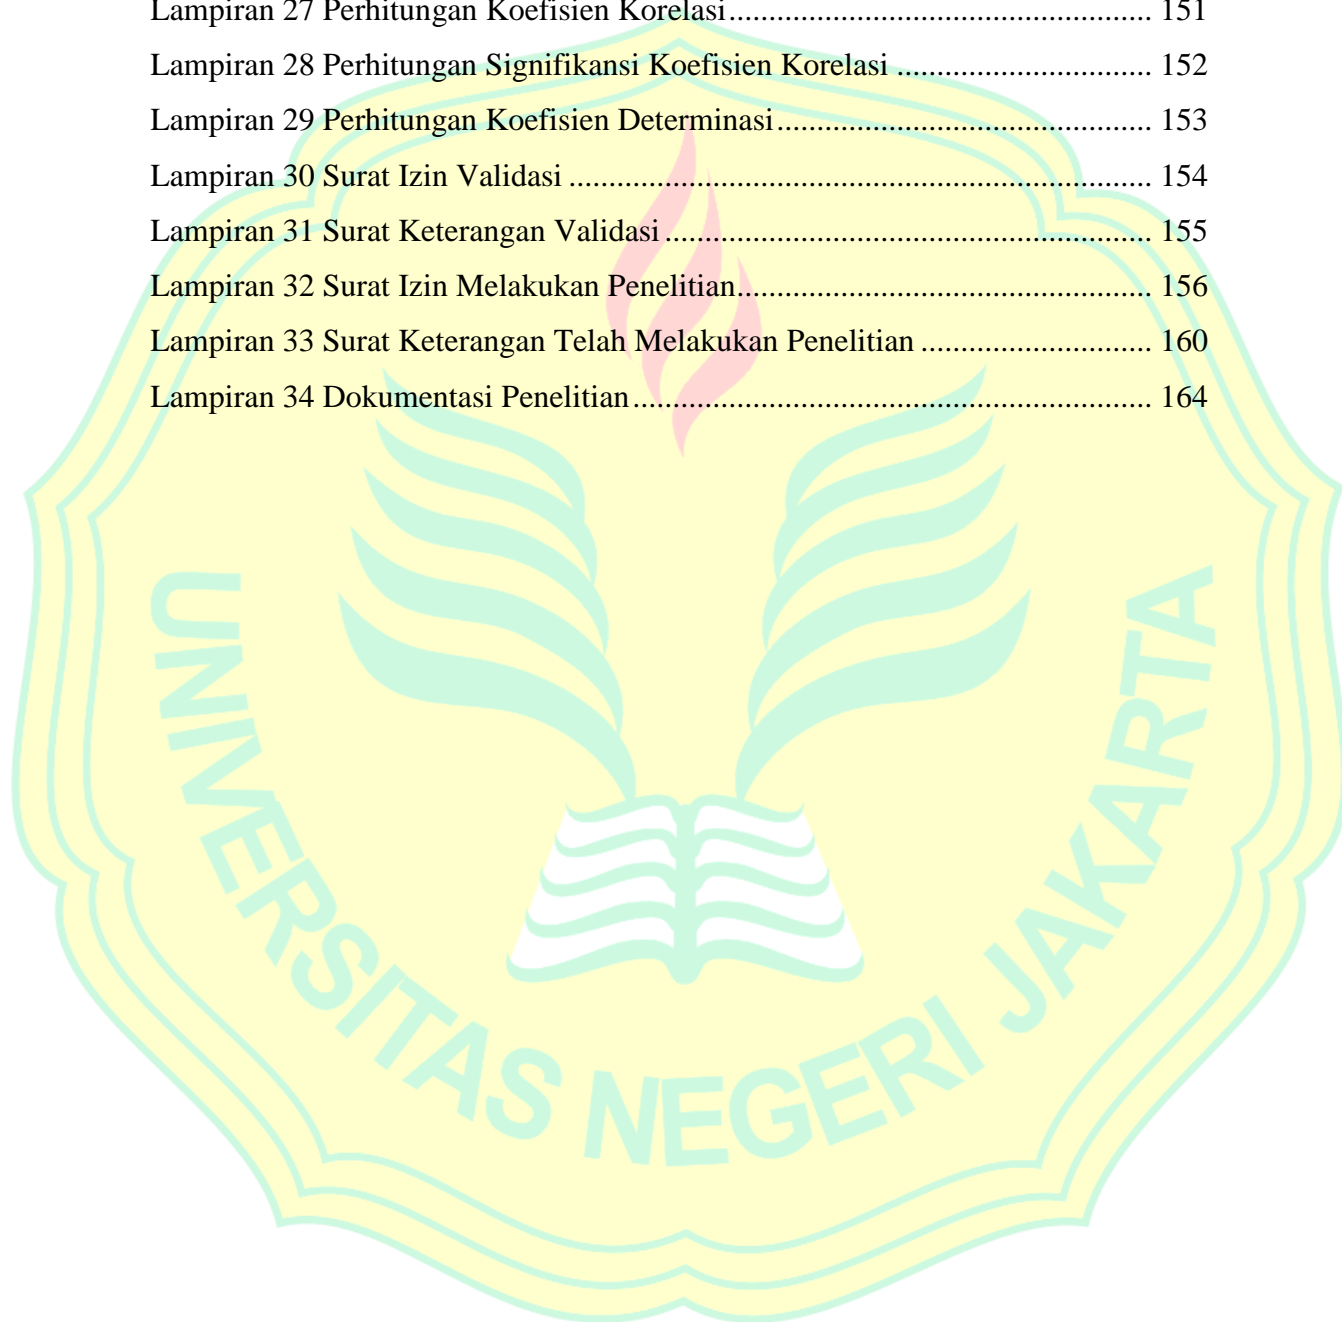 Lampiran 27 Perhitungan Koefisien Korelasi..................................................... 151
Lampiran 28 Perhitungan Signifikansi Koefisien Korelasi ................................ 152
Lampiran 29 Perhitungan Koefisien Determinasi............................................... 153
Lampiran 30 Surat Izin Validasi ......................................................................... 154
Lampiran 31 Surat Keterangan Validasi ............................................................. 155
Lampiran 32 Surat Izin Melakukan Penelitian.................................................... 156
Lampiran 33 Surat Keterangan Telah Melakukan Penelitian ............................. 160
Lampiran 34 Dokumentasi Penelitian ................................................................. 164
UNIVERSITAS NEGERI JAKARTA